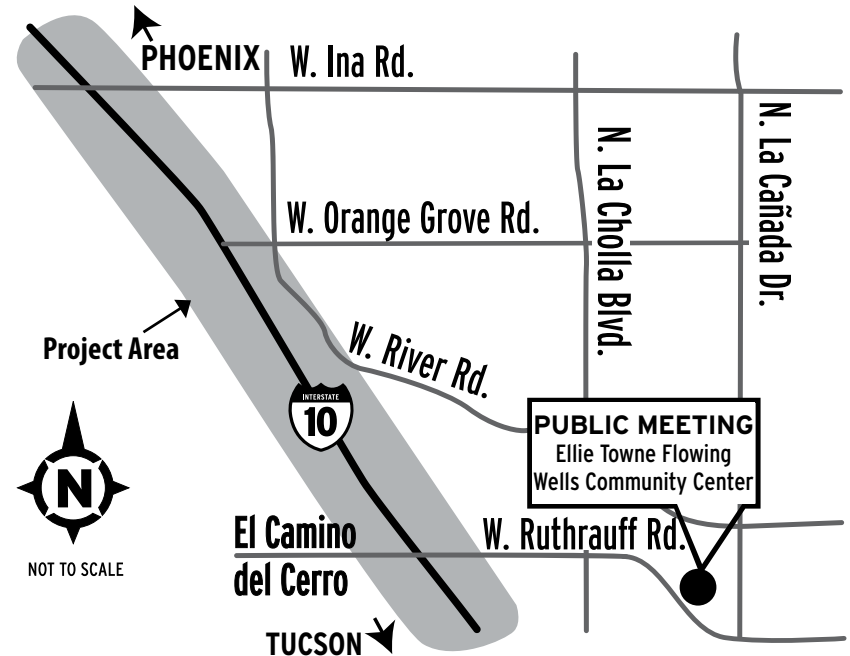 PHOENIX
W. Ina Rd.
N. La Cholla Blvd.
N. La Cañada Dr.
W. Orange Grove Rd.
Project Area
W. River Rd.
INTERSTATE
10
PUBLIC MEETING
Ellie Towne Flowing
Wells Community Center
N
NOT TO SCALE
El Camino
del Cerro
W. Ruthrauff Rd.
TUCSON